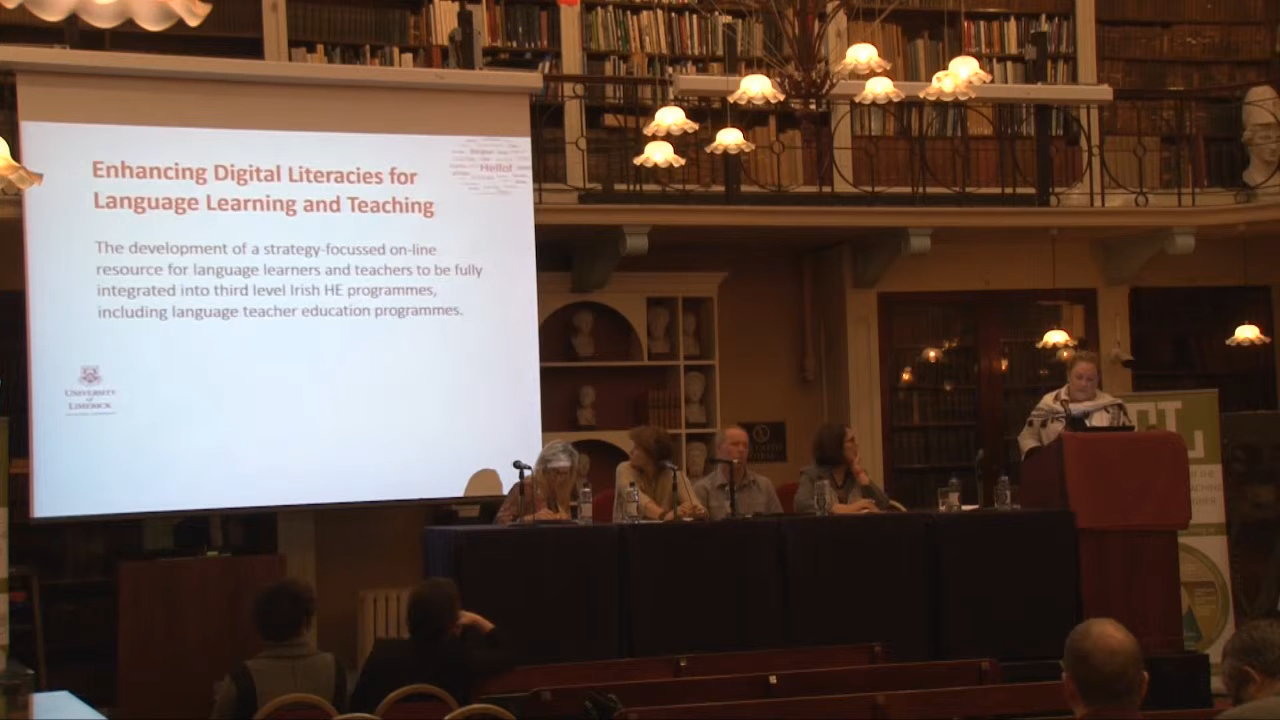 Enhancing Digital Literacies for
Language Learning and Teaching
Hello!
The development of a strategy-focussed on-line
resource for language learners and teachers to be fully
integrated into third level Irish HE programmes,
including language teacher education programmes.
UNIVERSITY
of
LIMERICK